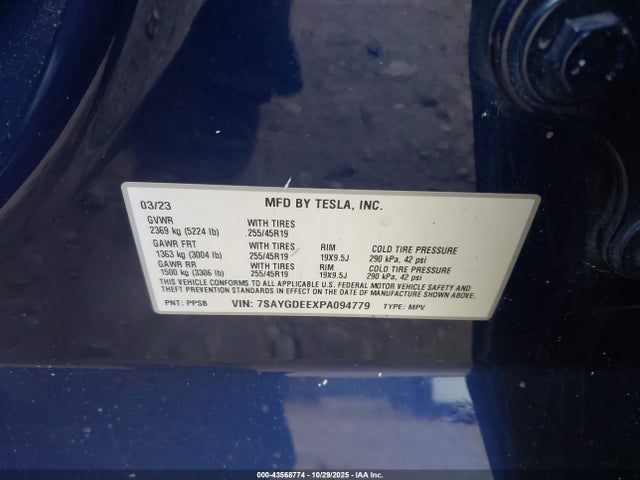 03/23 MFD BY TESLA, INC.
GVWR WITH TIRES
2369 kg (5224 lb) 255/45R19
GAWR FRT WITH TIRES RIM COLD TIRE PRESSURE
1363 kg (3004 lb) 255/45R19 19X9.5J 290 kPa, 42 psi
GAWR RR WITH TIRES RIM COLD TIRE PRESSURE
1500 kg (3306 lb) 255/45R19 19X9.5J 290 kPa, 42 psi
THIS VEHICLE CONFORMS TO ALL APPLICABLE U.S. FEDERAL MOTOR VEHICLE SAFETY AND
THEFT PREVENTION STANDARDS IN EFFECT ON THE DATE OF MANUFACTURE SHOWN ABOVE.
PNT: PPSB VIN: 7SAYGDEEXPA094779 TYPE: MPV
000-43568774 | 10/29/2025 | IAA Inc.